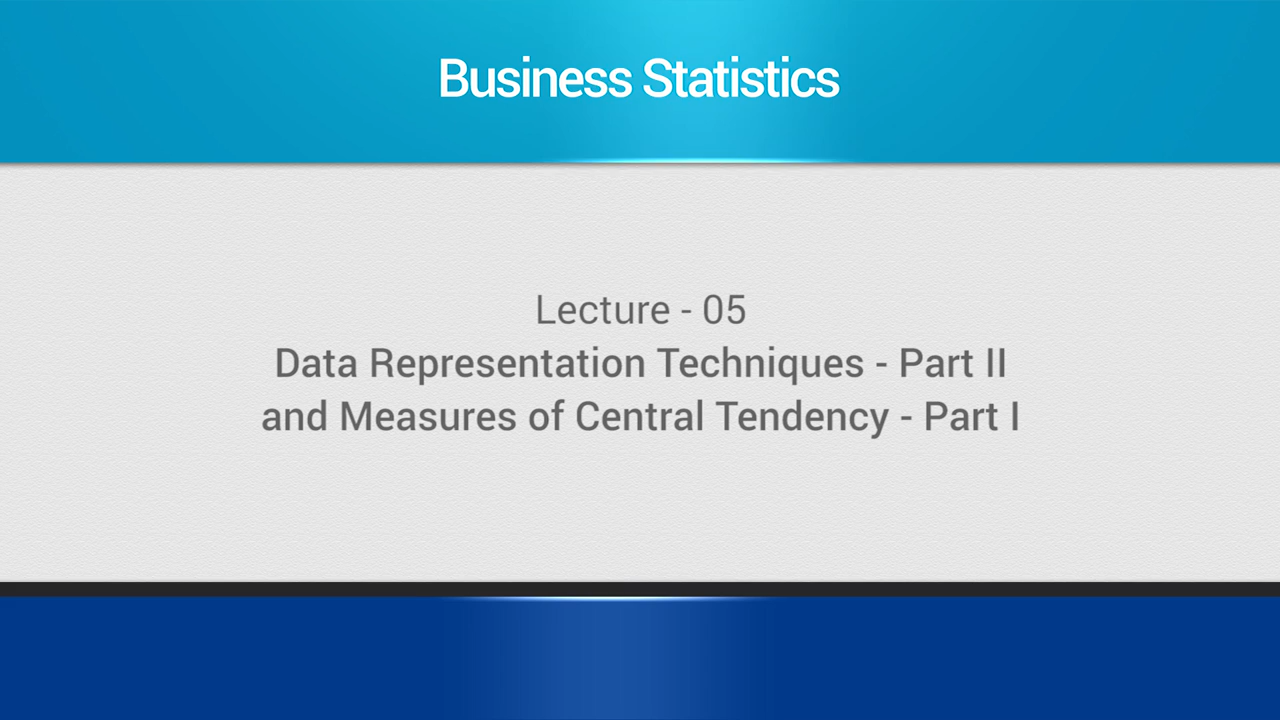 Business Statistics
Lecture - 05
Data Representation Techniques - Part II
and Measures of Central Tendency - Part I